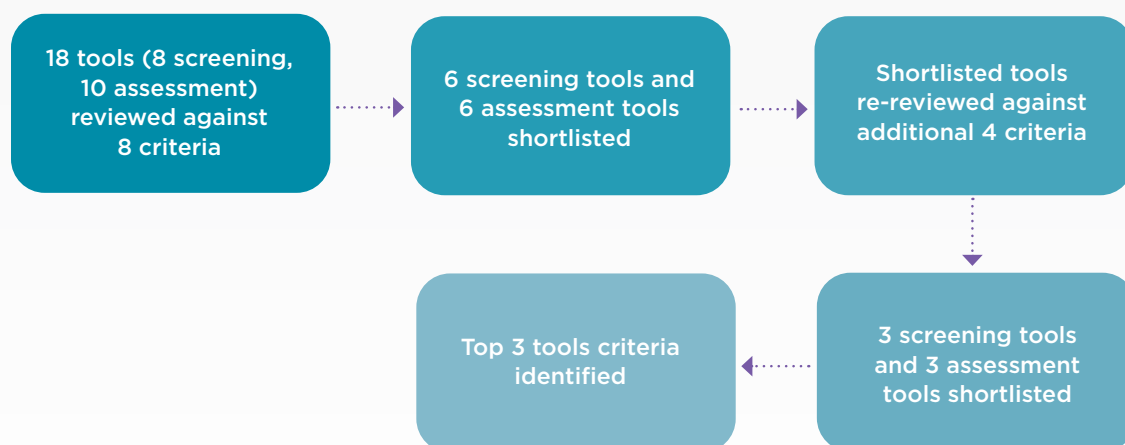 18 tools (8 screening,
10 assessment)
reviewed against
8 criteria
6 screening tools and
6 assessment tools
shortlisted
Shortlisted tools
re-reviewed against
additional 4 criteria
3 screening tools
and 3 assessment
tools shortlisted
Top 3 tools criteria
identified